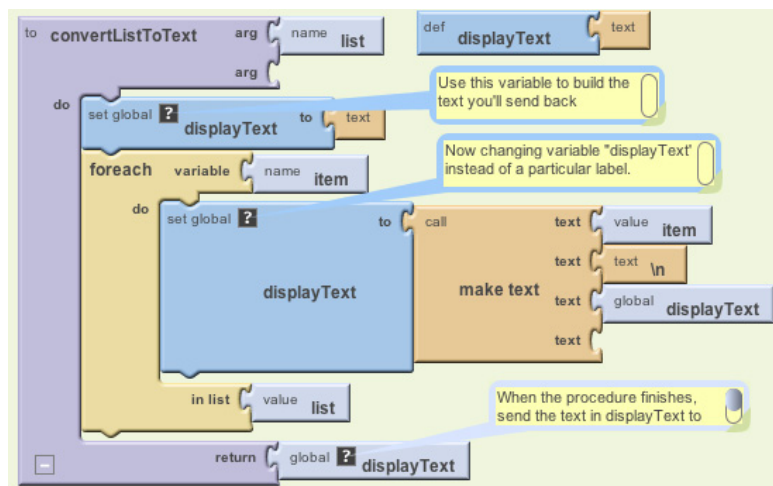 to convertListToText arg name list
arg
def displayText text
do
set global ? displayText to text
Use this variable to build the
text you'll send back
foreach variable name item
Now changing variable "displayText'
instead of a particular label.
do
set global ? displayText to call make text text value item
text text \n
text global displayText
text
in list value list
When the procedure finishes,
send the text in displayText to
return global ? displayText